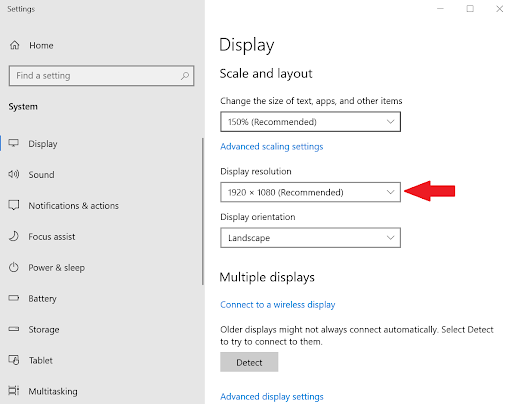 Settings
Home
Find a setting
System
Display
Sound
Notifications & actions
Focus assist
Power & sleep
Battery
Storage
Tablet
Multitasking
Display
Scale and layout
Change the size of text, apps, and other items
150% (Recommended)
Advanced scaling settings
Display resolution
1920 × 1080 (Recommended)
Display orientation
Landscape
Multiple displays
Connect to a wireless display
Older displays might not always connect automatically. Select Detect
to try to connect to them.
Detect
Advanced display settings